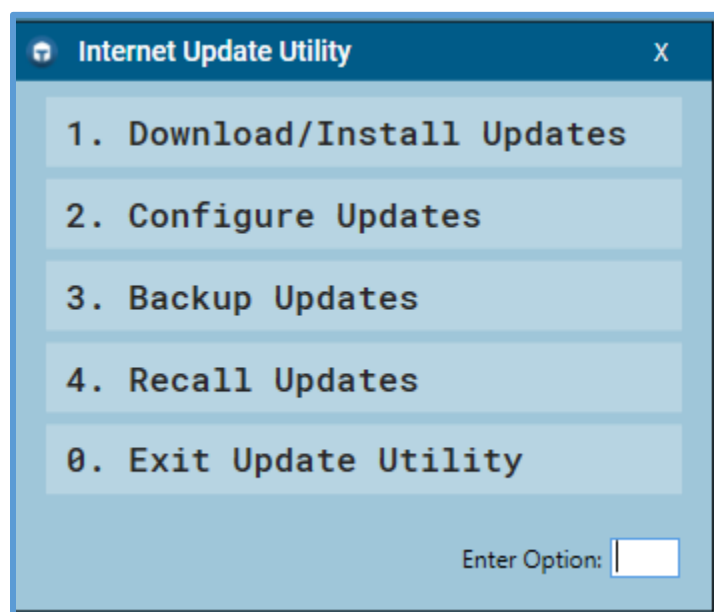 Internet Update Utility X
1. Download/Install Updates
2. Configure Updates
3. Backup Updates
4. Recall Updates
0. Exit Update Utility
Enter Option: